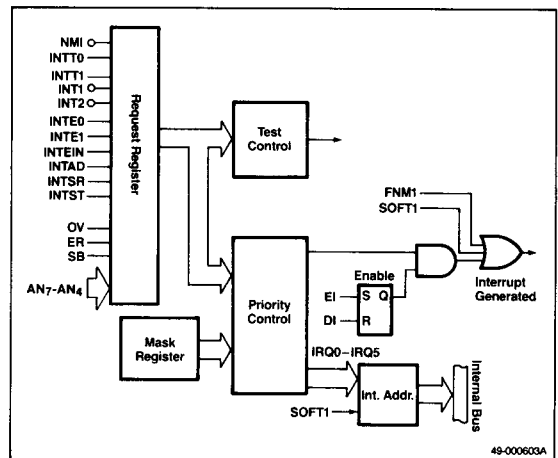 NMI
INTT0
INTT1
INT1
INT2
INTE0
INTE1
INTEIN
INTAD
INTSR
INTST
OV
ER
SB
AN7-AN4
Request Register
Test
Control
FNM1
SOFT1
Interrupt
Generated
Enable
EI
S Q
DI
R
Priority
Control
Mask
Register
IRQ0-IRQ5
Int. Addr.
SOFT1
Internal Bus
49-000603A